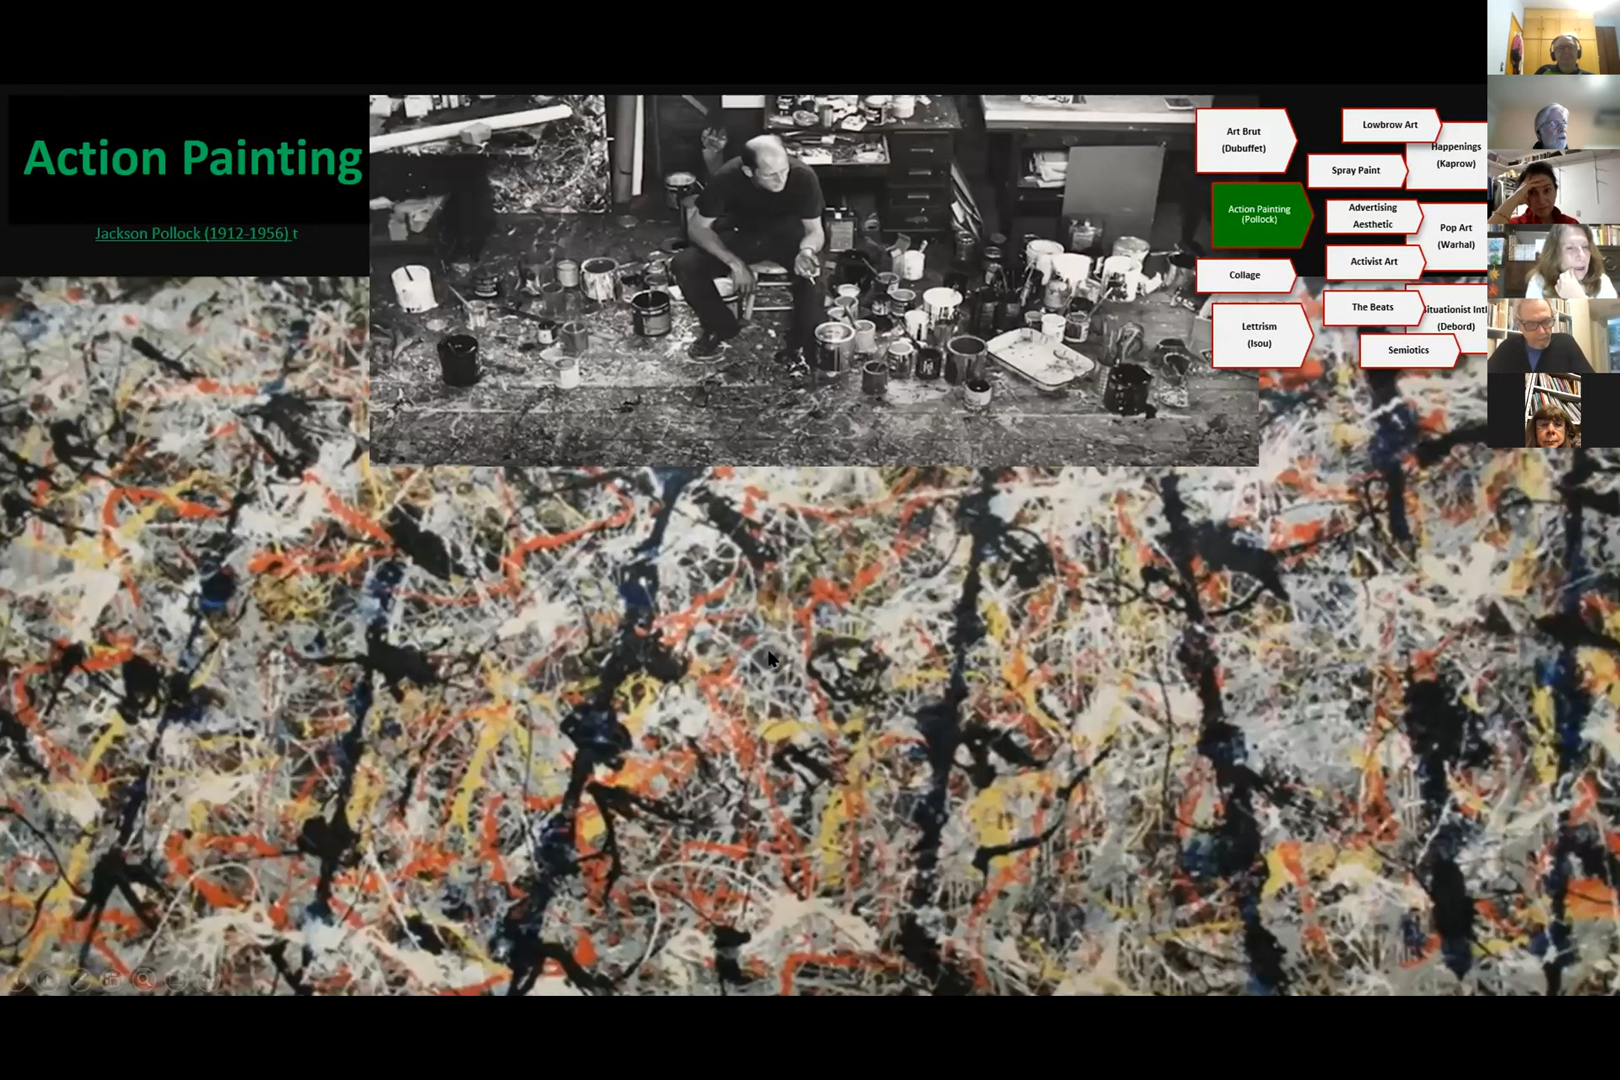 Action Painting
Jackson Pollock (1912-1956) t
Art Brut
(Dubuffet)
Lowbrow Art
Happenings
(Kaprow)
Spray Paint
Action Painting
(Pollock)
Advertising
Aesthetic
Pop Art
(Warhal)
Activist Art
Collage
The Beats
ituationist Intl
(Debord)
Lettrism
(Isou)
Semiotics